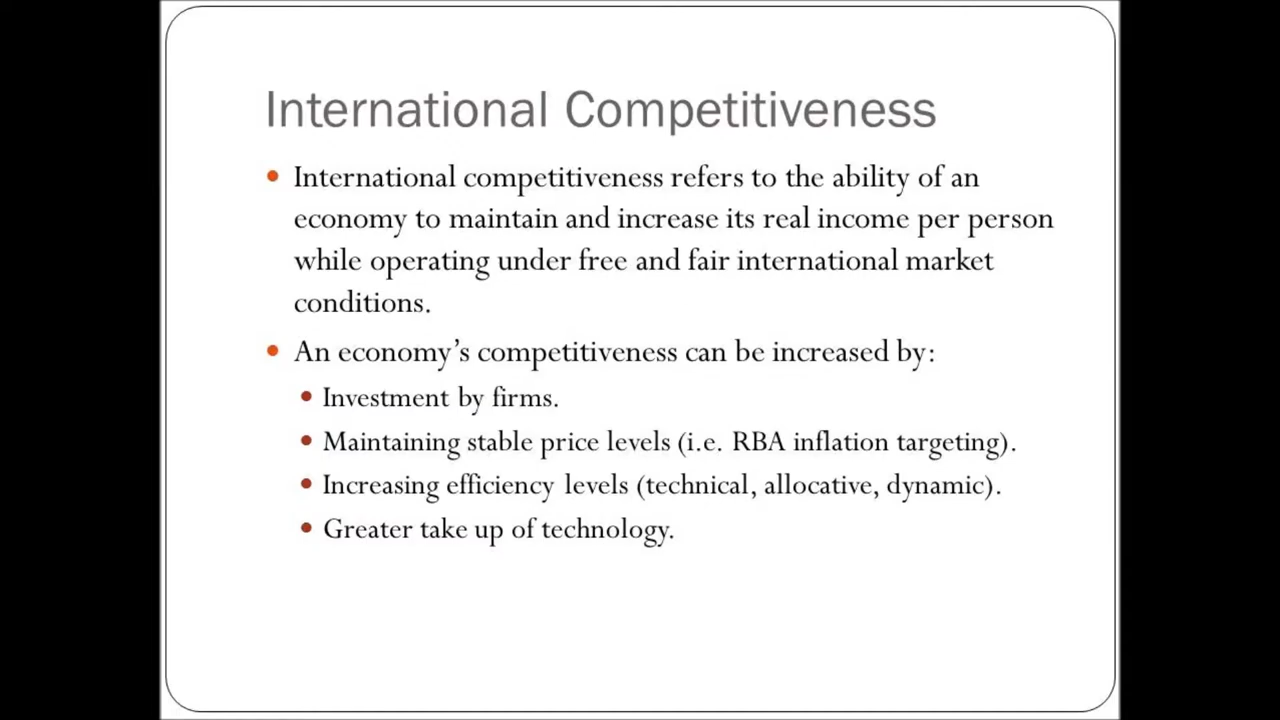 International Competitiveness
• International competitiveness refers to the ability of an
economy to maintain and increase its real income per person
while operating under free and fair international market
conditions.
• An economy’s competitiveness can be increased by:
• Investment by firms.
• Maintaining stable price levels (i.e. RBA inflation targeting).
• Increasing efficiency levels (technical, allocative, dynamic).
• Greater take up of technology.